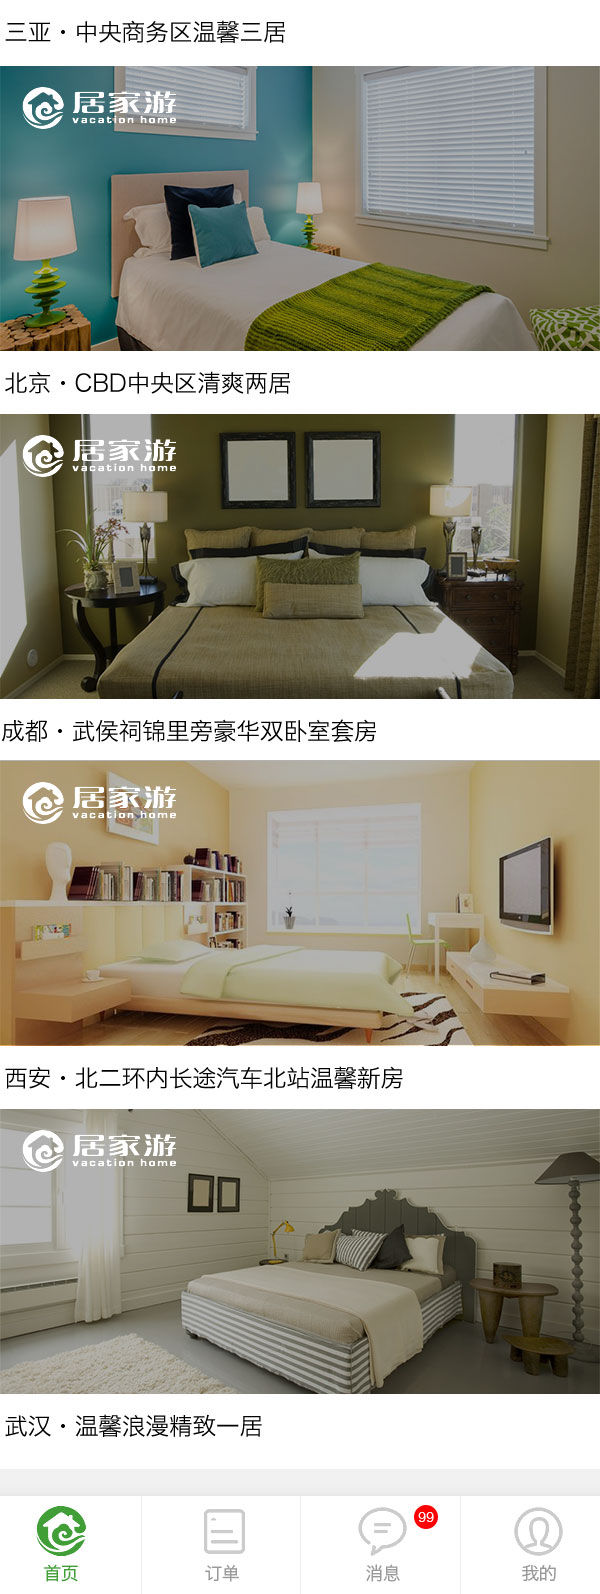 三亚·中央商务区温馨三居
居家游
vacation home
北京·CBD中央区清爽两居
居家游
vacation home
成都·武侯祠锦里旁豪华双卧室套房
居家游
vacation home
西安·北二环内长途汽车北站温馨新房
居家游
vacation home
武汉·温馨浪漫精致一居
99
首页
订单
消息
我的